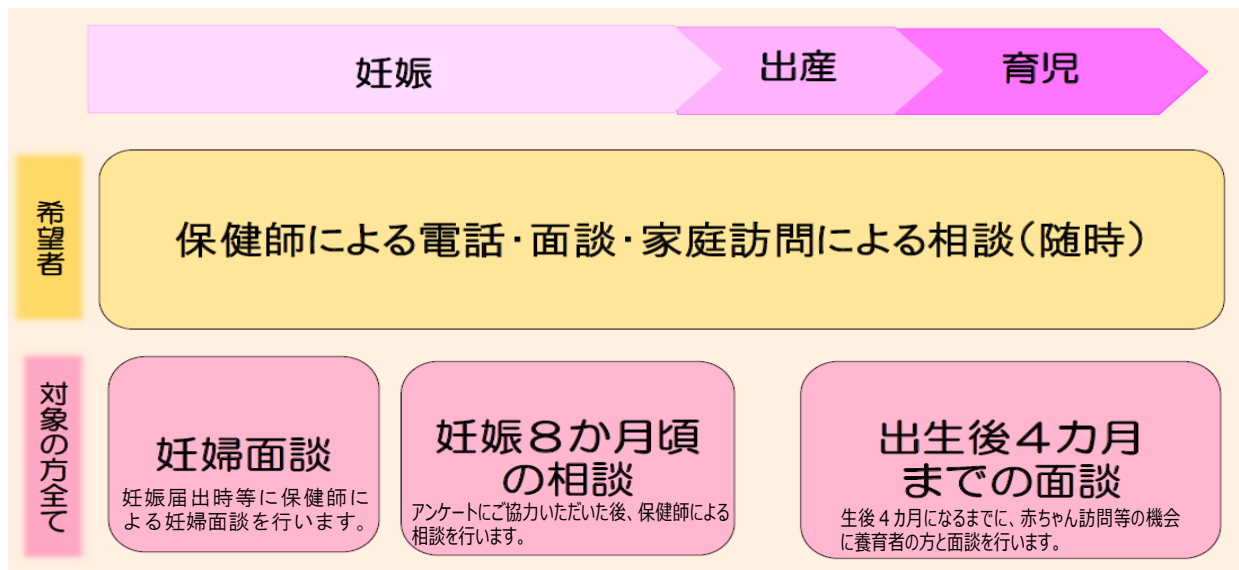 妊娠
出産
育児
希望者
保健師による電話・面談・家庭訪問による相談（随時）
対象の方全て
妊婦面談
妊娠届出時等に保健師に
よる妊婦面談を行います。
妊娠８か月頃
の相談
アンケートにご協力いただいた後、保健師による
相談を行います。
出生後４カ月
までの面談
生後４カ月になるまでに、赤ちゃん訪問等の機会
に養育者の方と面談を行います。